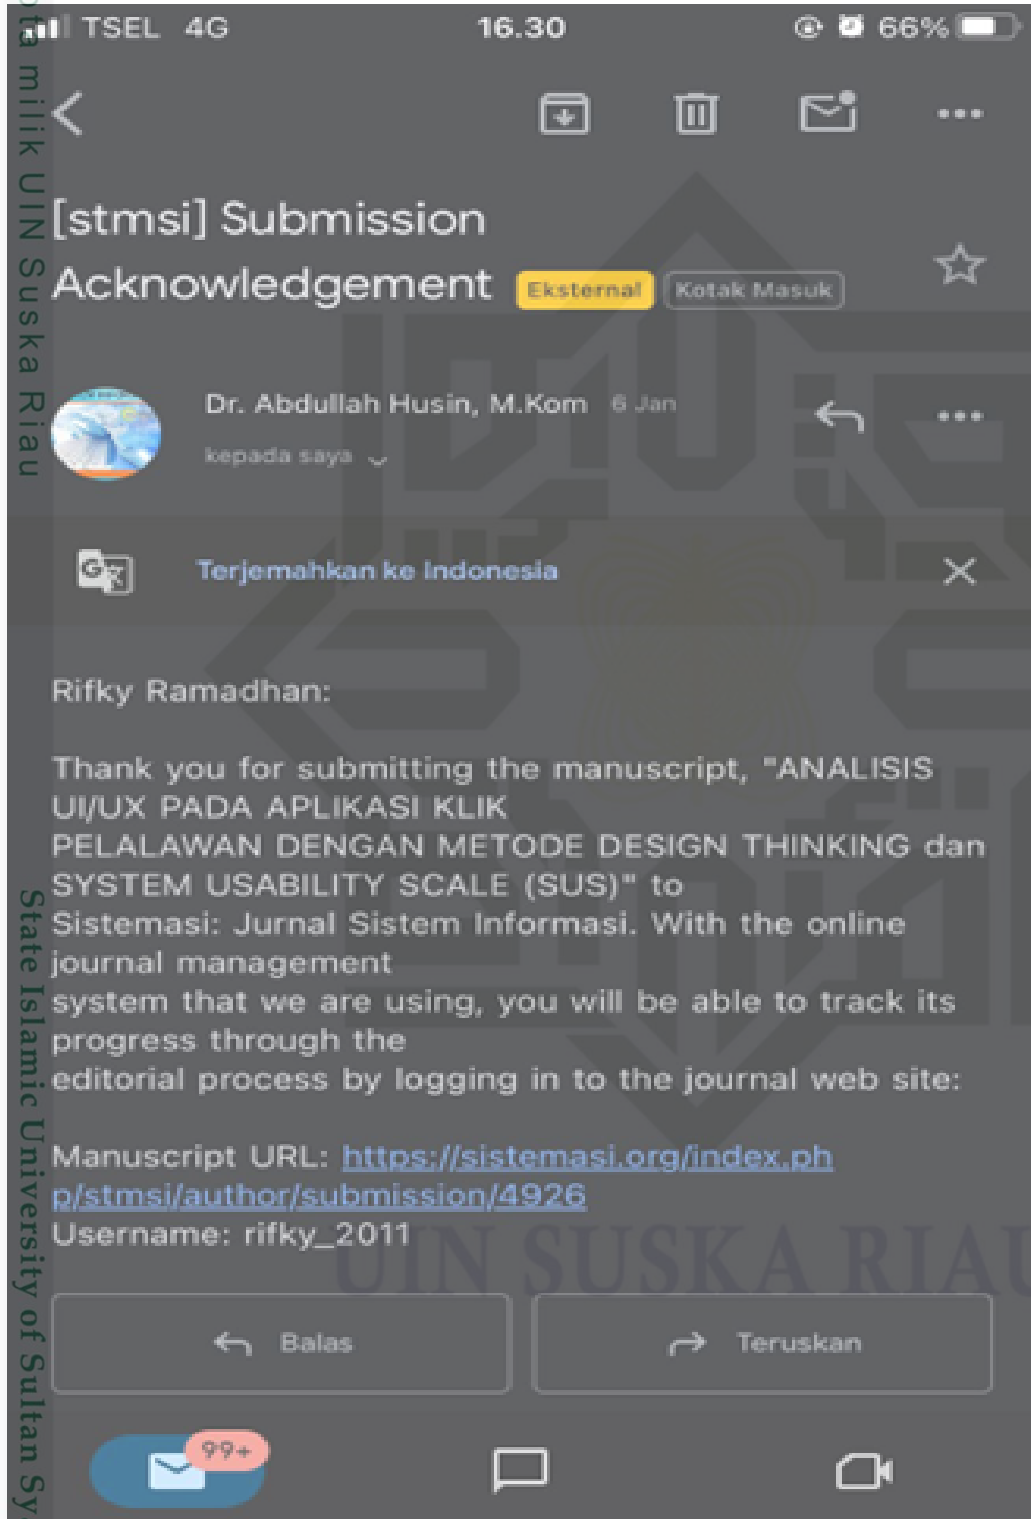 TSEL 4G 16.30 66%
[stmsi] Submission
Acknowledgement Eksternal Kotak Masuk
Dr. Abdullah Husin, M.Kom 6 Jan
kepada saya
Terjemahkan ke Indonesia
Rifky Ramadhan:
Thank you for submitting the manuscript, "ANALISIS
UI/UX PADA APLIKASI KLIK
PELALAWAN DENGAN METODE DESIGN THINKING dan
SYSTEM USABILITY SCALE (SUS)" to
Sistemasi: Jurnal Sistem Informasi. With the online
journal management
system that we are using, you will be able to track its
progress through the
editorial process by logging in to the journal web site:
Manuscript URL: https://sistemasi.org/index.ph
p/stmsi/author/submission/4926
Username: rifky_2011
Balas Teruskan
99+
milik UIN Suska Riau
State Islamic University of Sultan
UIN SUSKA RIAU